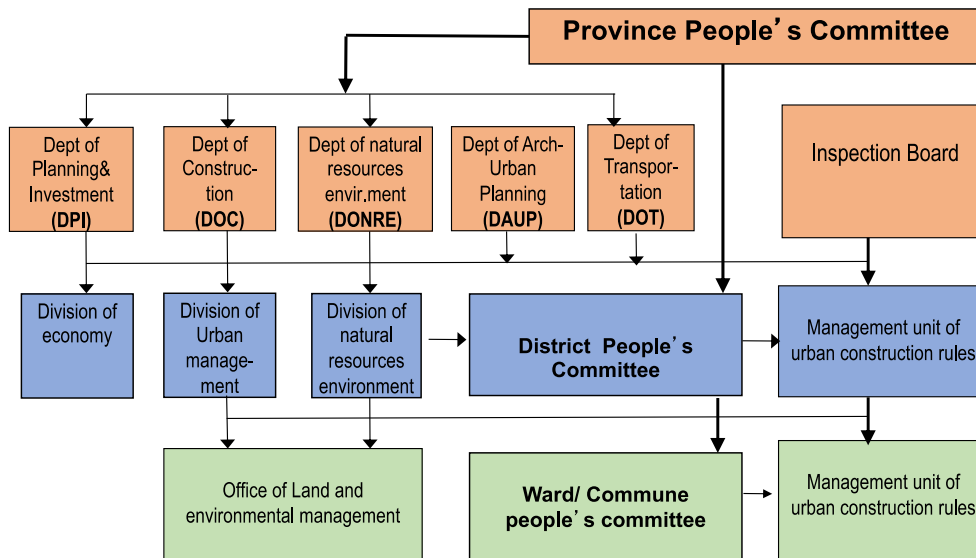 Province People’s Committee
Dept of
Planning&
Investment
(DPI)
Dept of
Construc-
tion
(DOC)
Dept of natural
resources
envir.ment
(DONRE)
Dept of Arch-
Urban
Planning
(DAUP)
Dept of
Transpor-
tation
(DOT)
Inspection Board
Division of
economy
Division of
Urban
manage-
ment
Division of
natural
resources
environment
District People’s
Committee
Management unit of
urban construction rules
Office of Land and
environmental management
Ward/ Commune
people’s committee
Management unit of
urban construction rules